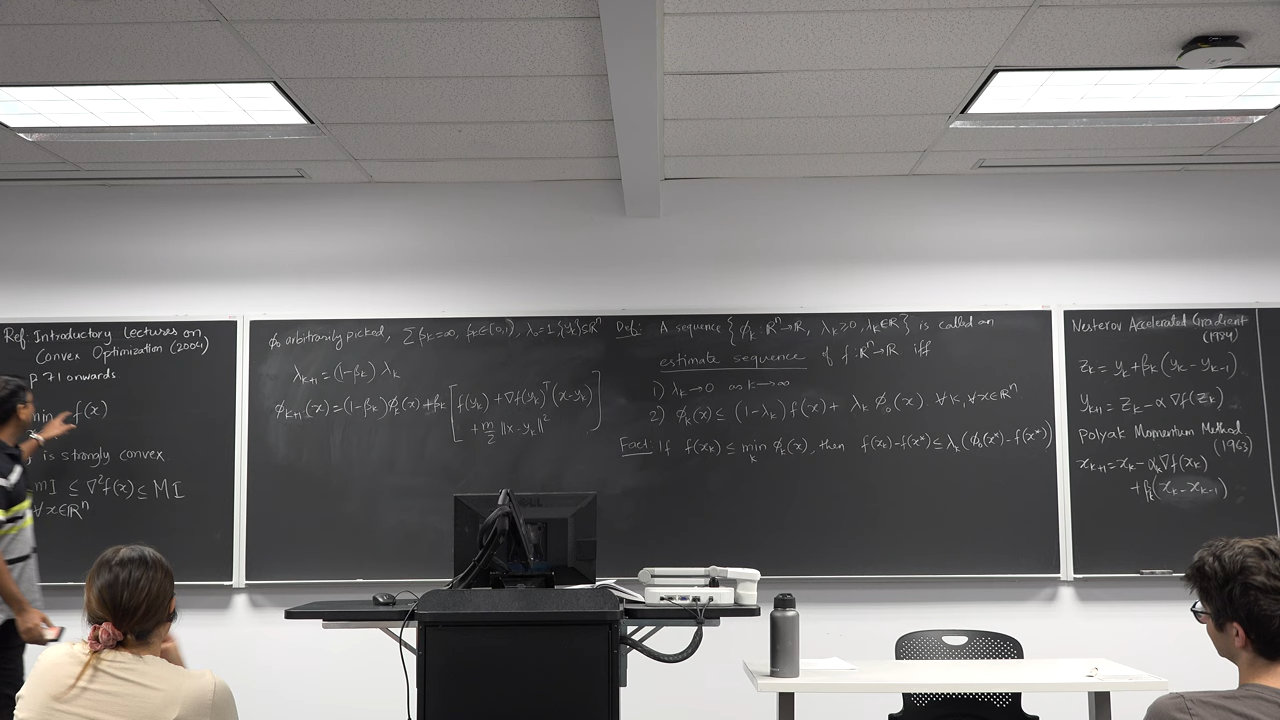 Ref: Introductory lectures on
Convex Optimization (2004)
p 71 onwards
min f(x)
is strongly convex
mI ≤ ∇²f(x) ≤ MI
∀ x∈ℝⁿ
φ₀ arbitrarily picked, Σ βₖ=∞, βₖ∈[0,1), λ₀=1, {yₖ}⊆ℝⁿ
λₖ₊₁ = (1-βₖ) λₖ
φₖ₊₁(x) = (1-βₖ)φₖ(x) + βₖ [ f(yₖ) + ∇f(yₖ)ᵀ(x-yₖ)
+ m/2 ||x-yₖ||² ]
Def: A sequence {φₖ: ℝⁿ→ℝ, λₖ≥0, λₖ∈ℝ} is called an
estimate sequence of f: ℝⁿ→ℝ iff
1) λₖ→0 as k→∞
2) φₖ(x) ≤ (1-λₖ) f(x) + λₖ φ₀(x) ∀ k, ∀ x∈ℝⁿ
Fact: If f(xₖ) ≤ min_k φₖ(x), then f(xₖ)-f(x*) ≤ λₖ(φ₀(x*)-f(x*))
Nesterov Accelerated Gradient
zₖ = yₖ + βₖ(yₖ - yₖ₋₁)
yₖ₊₁ = zₖ - α ∇f(zₖ)
Polyak Momentum Method
xₖ₊₁ = xₖ - αₖ∇f(xₖ)
+ βₖ(xₖ - xₖ₋₁)